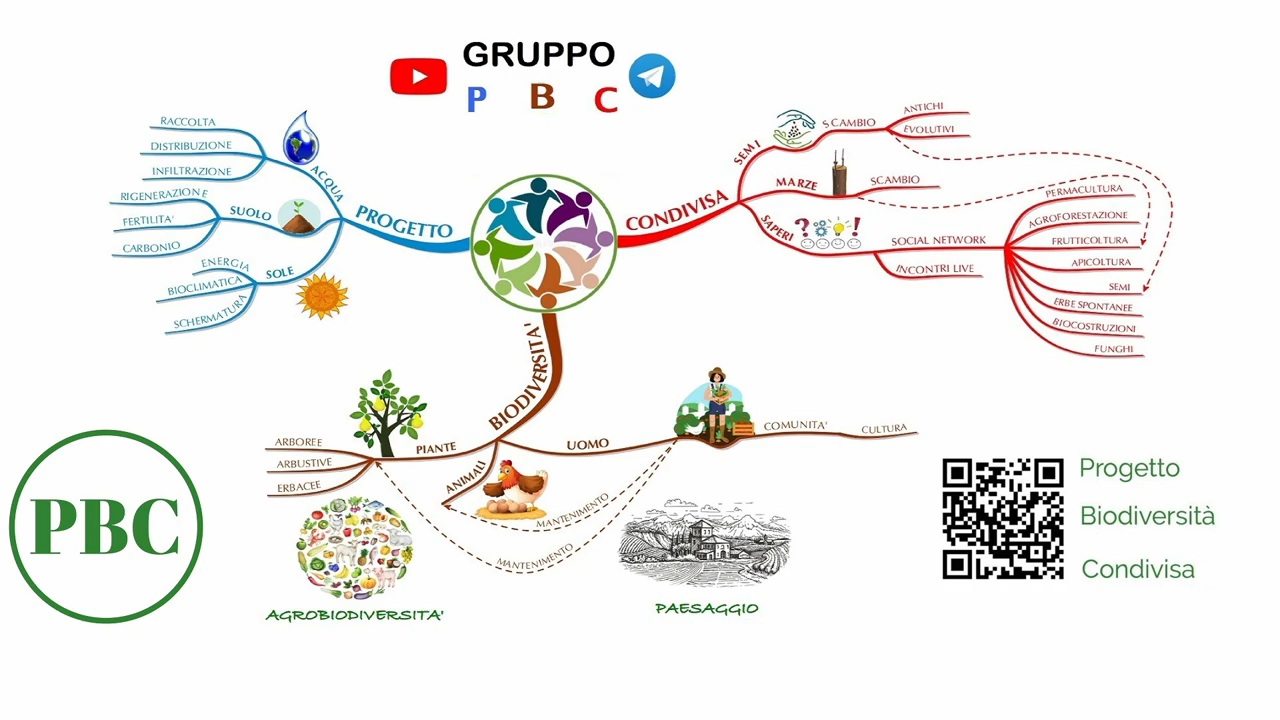 GRUPPO
P B C
PROGETTO
ACQUA
RACCOLTA
DISTRIBUZIONE
INFILTRAZIONE
SUOLO
RIGENERAZIONE
FERTILITA'
CARBONIO
SOLE
ENERGIA
BIOCLIMATICA
SCHERMATURA
CONDIVISA
SEMI
SCAMBIO
ANTICHI
EVOLUTIVI
MARZE
SCAMBIO
SAPERI
SOCIAL NETWORK
INCONTRI LIVE
PERMACULTURA
AGROFORESTAZIONE
FRUTTICOLTURA
APICOLTURA
SEMI
ERBE SPONTANEE
BIOCOSTRUZIONI
FUNGHI
BIODIVERSITA'
PIANTE
ARBOREE
ARBUSTIVE
ERBACEE
ANIMALI
UOMO
COMUNITA'
CULTURA
MANTENIMENTO
MANTENIMENTO
AGROBIODIVERSITA'
PAESAGGIO
PBC
Progetto
Biodiversità
Condivisa